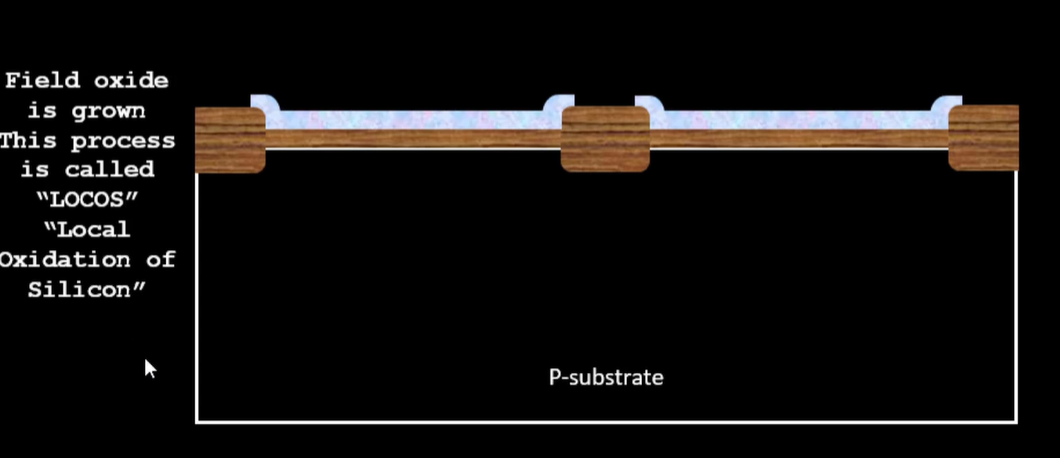 Field oxide
is grown
This process
is called
“LOCOS”
“Local
Oxidation of
Silicon”
P-substrate